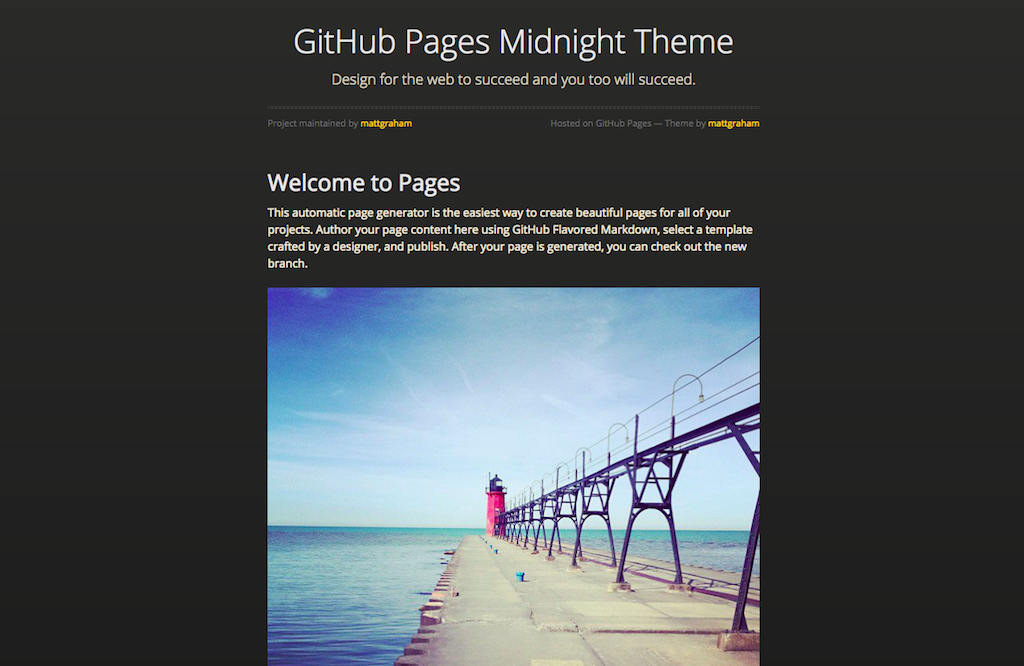 GitHub Pages Midnight Theme
Design for the web to succeed and you too will succeed.
Project maintained by mattgraham
Hosted on GitHub Pages — Theme by mattgraham
Welcome to Pages
This automatic page generator is the easiest way to create beautiful pages for all of your
projects. Author your page content here using GitHub Flavored Markdown, select a template
crafted by a designer, and publish. After your page is generated, you can check out the new
branch.